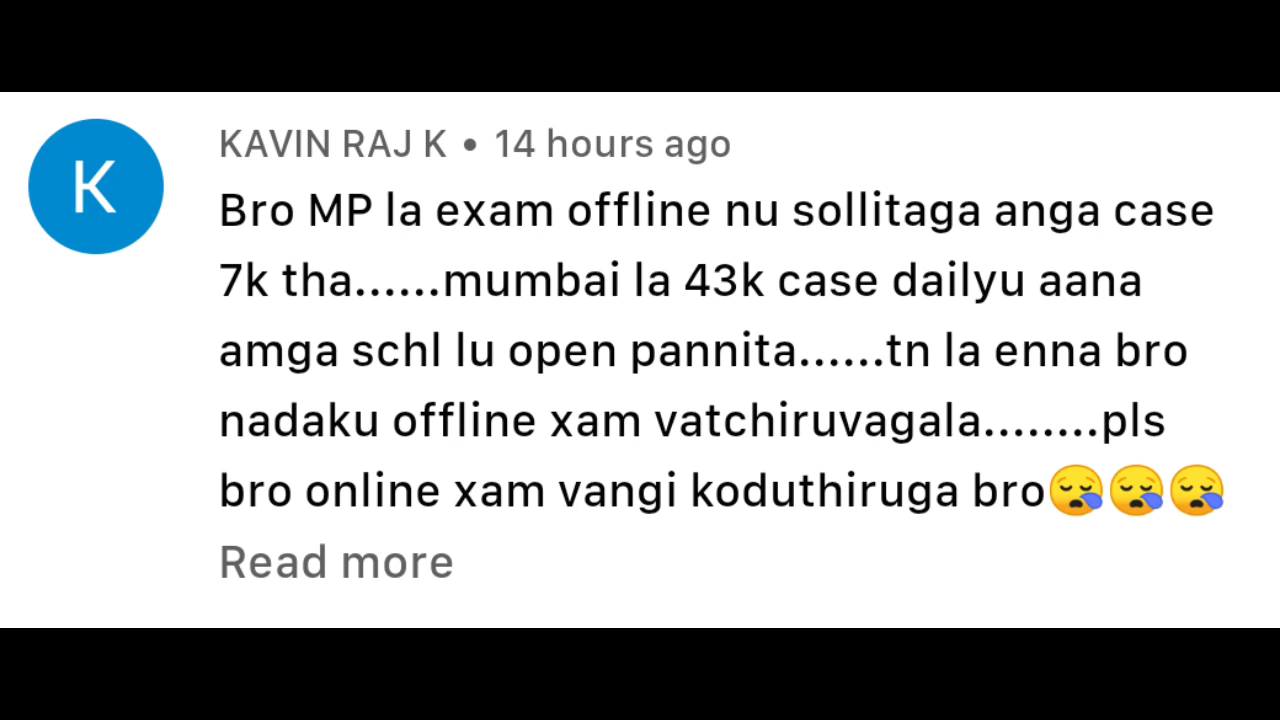 K
KAVIN RAJ K • 14 hours ago
Bro MP la exam offline nu sollitaga anga case
7k tha......mumbai la 43k case dailyu aana
amga schl lu open pannita......tn la enna bro
nadaku offline xam vatchiruvagala........pls
bro online xam vangi koduthiruga bro😪😪😪
Read more